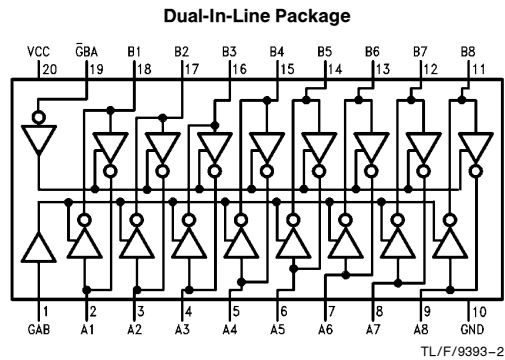 Dual-In-Line Package
VCC G̅BA B1 B2 B3 B4 B5 B6 B7 B8
20 19 18 17 16 15 14 13 12 11
1 2 3 4 5 6 7 8 9 10
GAB A1 A2 A3 A4 A5 A6 A7 A8 GND
TL/F/9393–2